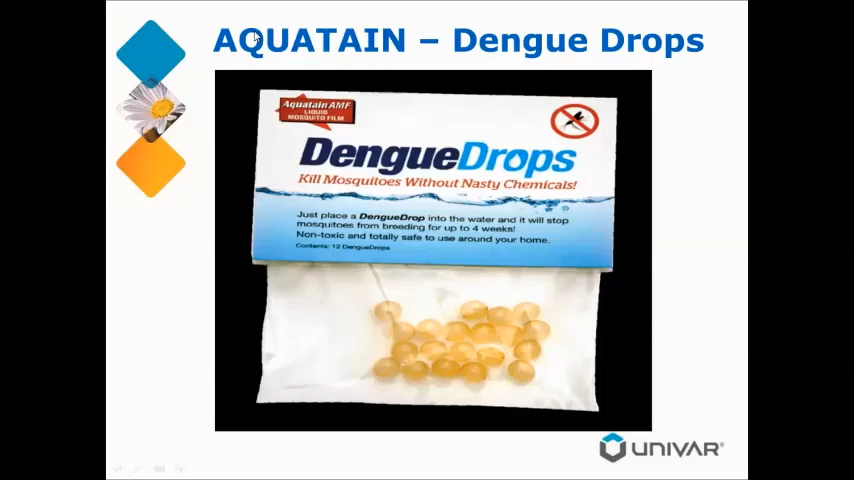 AQUATAIN – Dengue Drops
Aquatain AMF
LIQUID
MOSQUITO FILM
DengueDrops
Kill Mosquitoes Without Nasty Chemicals!
Just place a DengueDrop into the water and it will stop
mosquitoes from breeding for up to 4 weeks!
Non-toxic and totally safe to use around your home.
Contents: 12 DengueDrops
UNIVAR